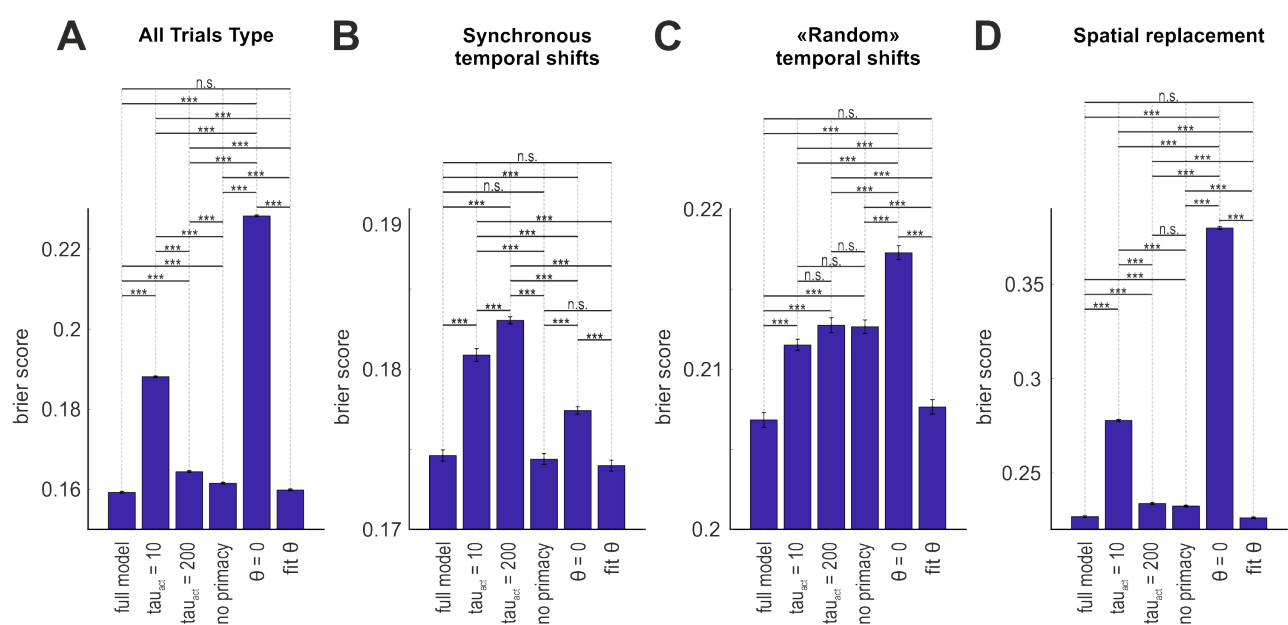 A
All Trials Type
n.s.
***
***
***
***
***
***
***
***
***
***
***
***
***
***
0.22
0.2
0.18
0.16
brier score
full model
tau_act = 10
tau_act = 200
no primacy
θ = 0
fit θ
B
Synchronous
temporal shifts
n.s.
***
n.s.
***
***
***
***
***
***
***
n.s.
***
***
***
***
0.19
0.18
0.17
brier score
full model
tau_act = 10
tau_act = 200
no primacy
θ = 0
fit θ
C
«Random»
temporal shifts
n.s.
***
***
***
***
***
***
***
***
n.s.
n.s.
n.s.
***
***
***
0.22
0.21
0.2
brier score
full model
tau_act = 10
tau_act = 200
no primacy
θ = 0
fit θ
D
Spatial replacement
n.s.
***
***
***
***
***
***
***
***
n.s.
***
***
***
***
***
0.35
0.3
0.25
brier score
full model
tau_act = 10
tau_act = 200
no primacy
θ = 0
fit θ